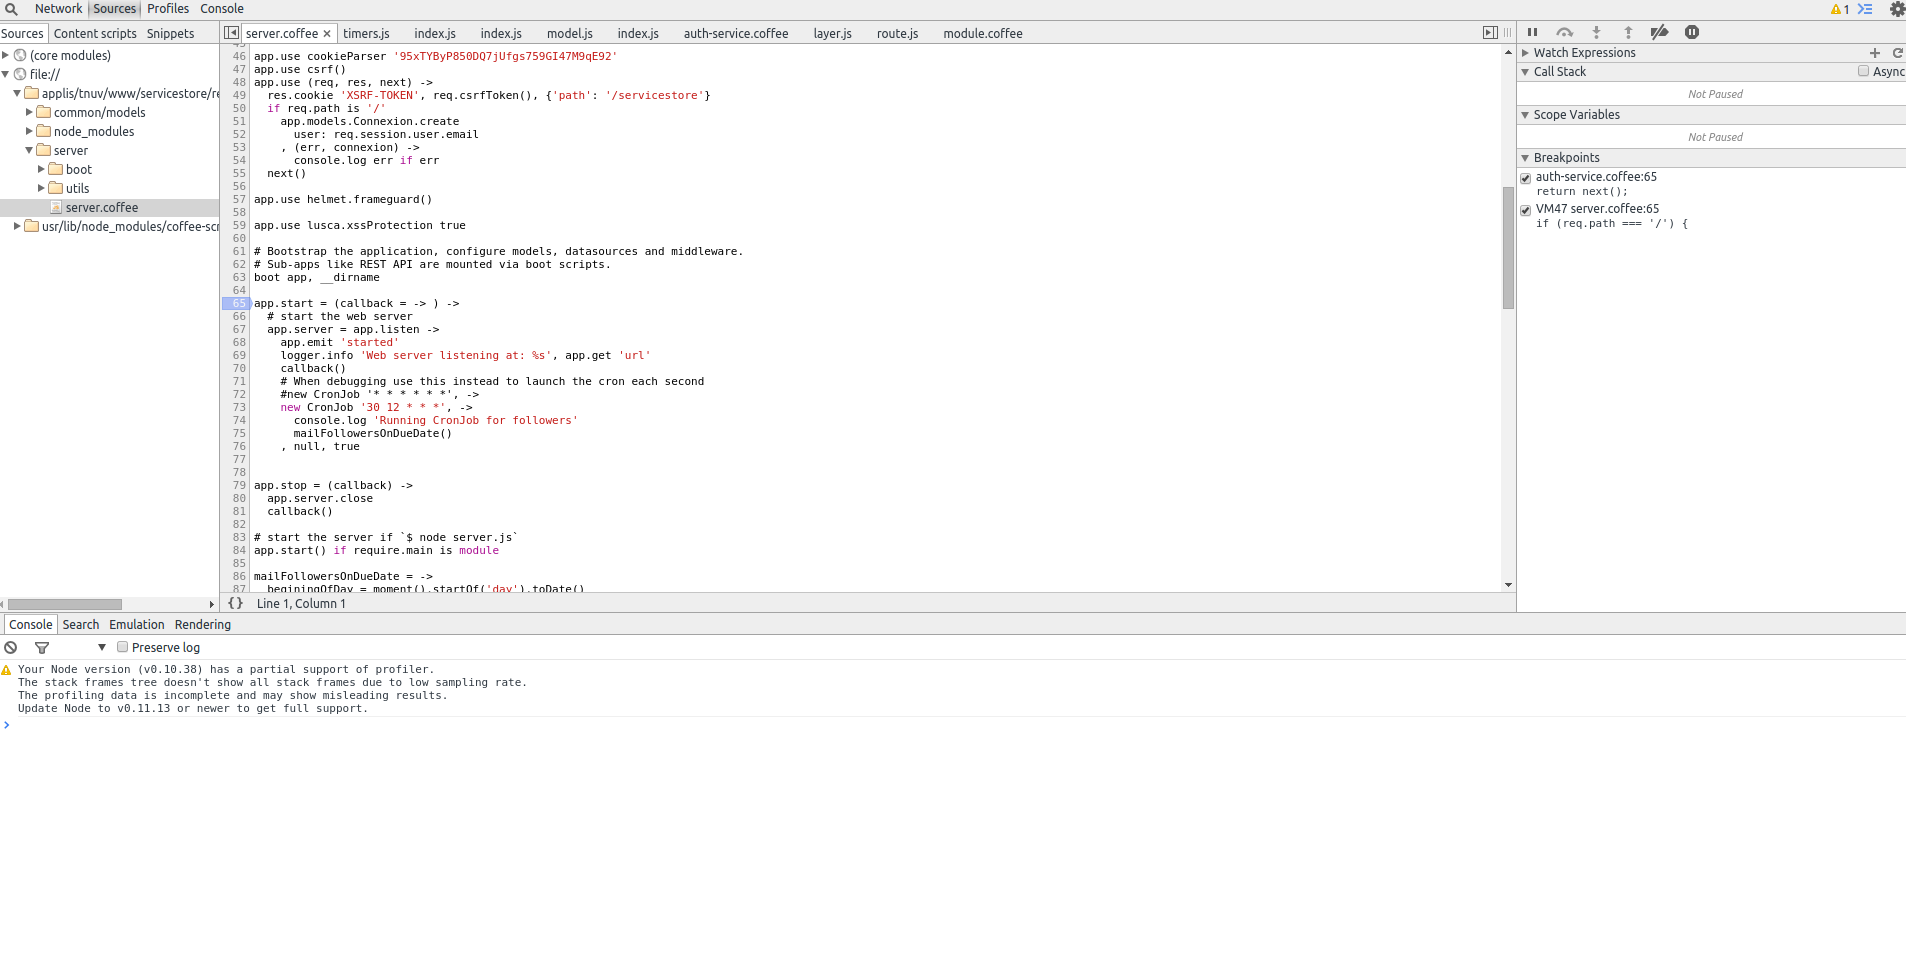 Network Sources Profiles Console 1
Sources Content scripts Snippets
server.coffee × timers.js index.js index.js model.js index.js auth-service.coffee layer.js route.js module.coffee
(core modules)
file://
applis/tnuv/www/servicestore/re
common/models
node_modules
server
boot
utils
server.coffee
usr/lib/node_modules/coffee-scr
45
46 app.use cookieParser '95xTYByP850DQ7jUfgs759GI47M9qE92'
47 app.use csrf()
48 app.use (req, res, next) ->
49 res.cookie 'XSRF-TOKEN', req.csrfToken(), {'path': '/servicestore'}
50 if req.path is '/'
51 app.models.Connexion.create
52 user: req.session.user.email
53 , (err, connexion) ->
54 console.log err if err
55 next()
56
57 app.use helmet.frameguard()
58
59 app.use lusca.xssProtection true
60
61 # Bootstrap the application, configure models, datasources and middleware.
62 # Sub-apps like REST API are mounted via boot scripts.
63 boot app, __dirname
64
65 app.start = (callback = -> ) ->
66 # start the web server
67 app.server = app.listen ->
68 app.emit 'started'
69 logger.info 'Web server listening at: %s', app.get 'url'
70 callback()
71 # When debugging use this instead to launch the cron each second
72 #new CronJob '* * * * * *', ->
73 new CronJob '30 12 * * *', ->
74 console.log 'Running CronJob for followers'
75 mailFollowersOnDueDate()
76 , null, true
77
78
79 app.stop = (callback) ->
80 app.server.close
81 callback()
82
83 # start the server if `$ node server.js`
84 app.start() if require.main is module
85
86 mailFollowersOnDueDate = ->
87 beginingOfDay = moment().startOf('day').toDate()
{} Line 1, Column 1
Watch Expressions
Call Stack Async
Not Paused
Scope Variables
Not Paused
Breakpoints
auth-service.coffee:65
return next();
VM47 server.coffee:65
if (req.path === '/') {
Console Search Emulation Rendering
Preserve log
Your Node version (v0.10.38) has a partial support of profiler.
The stack frames tree doesn't show all stack frames due to low sampling rate.
The profiling data is incomplete and may show misleading results.
Update Node to v0.11.13 or newer to get full support.